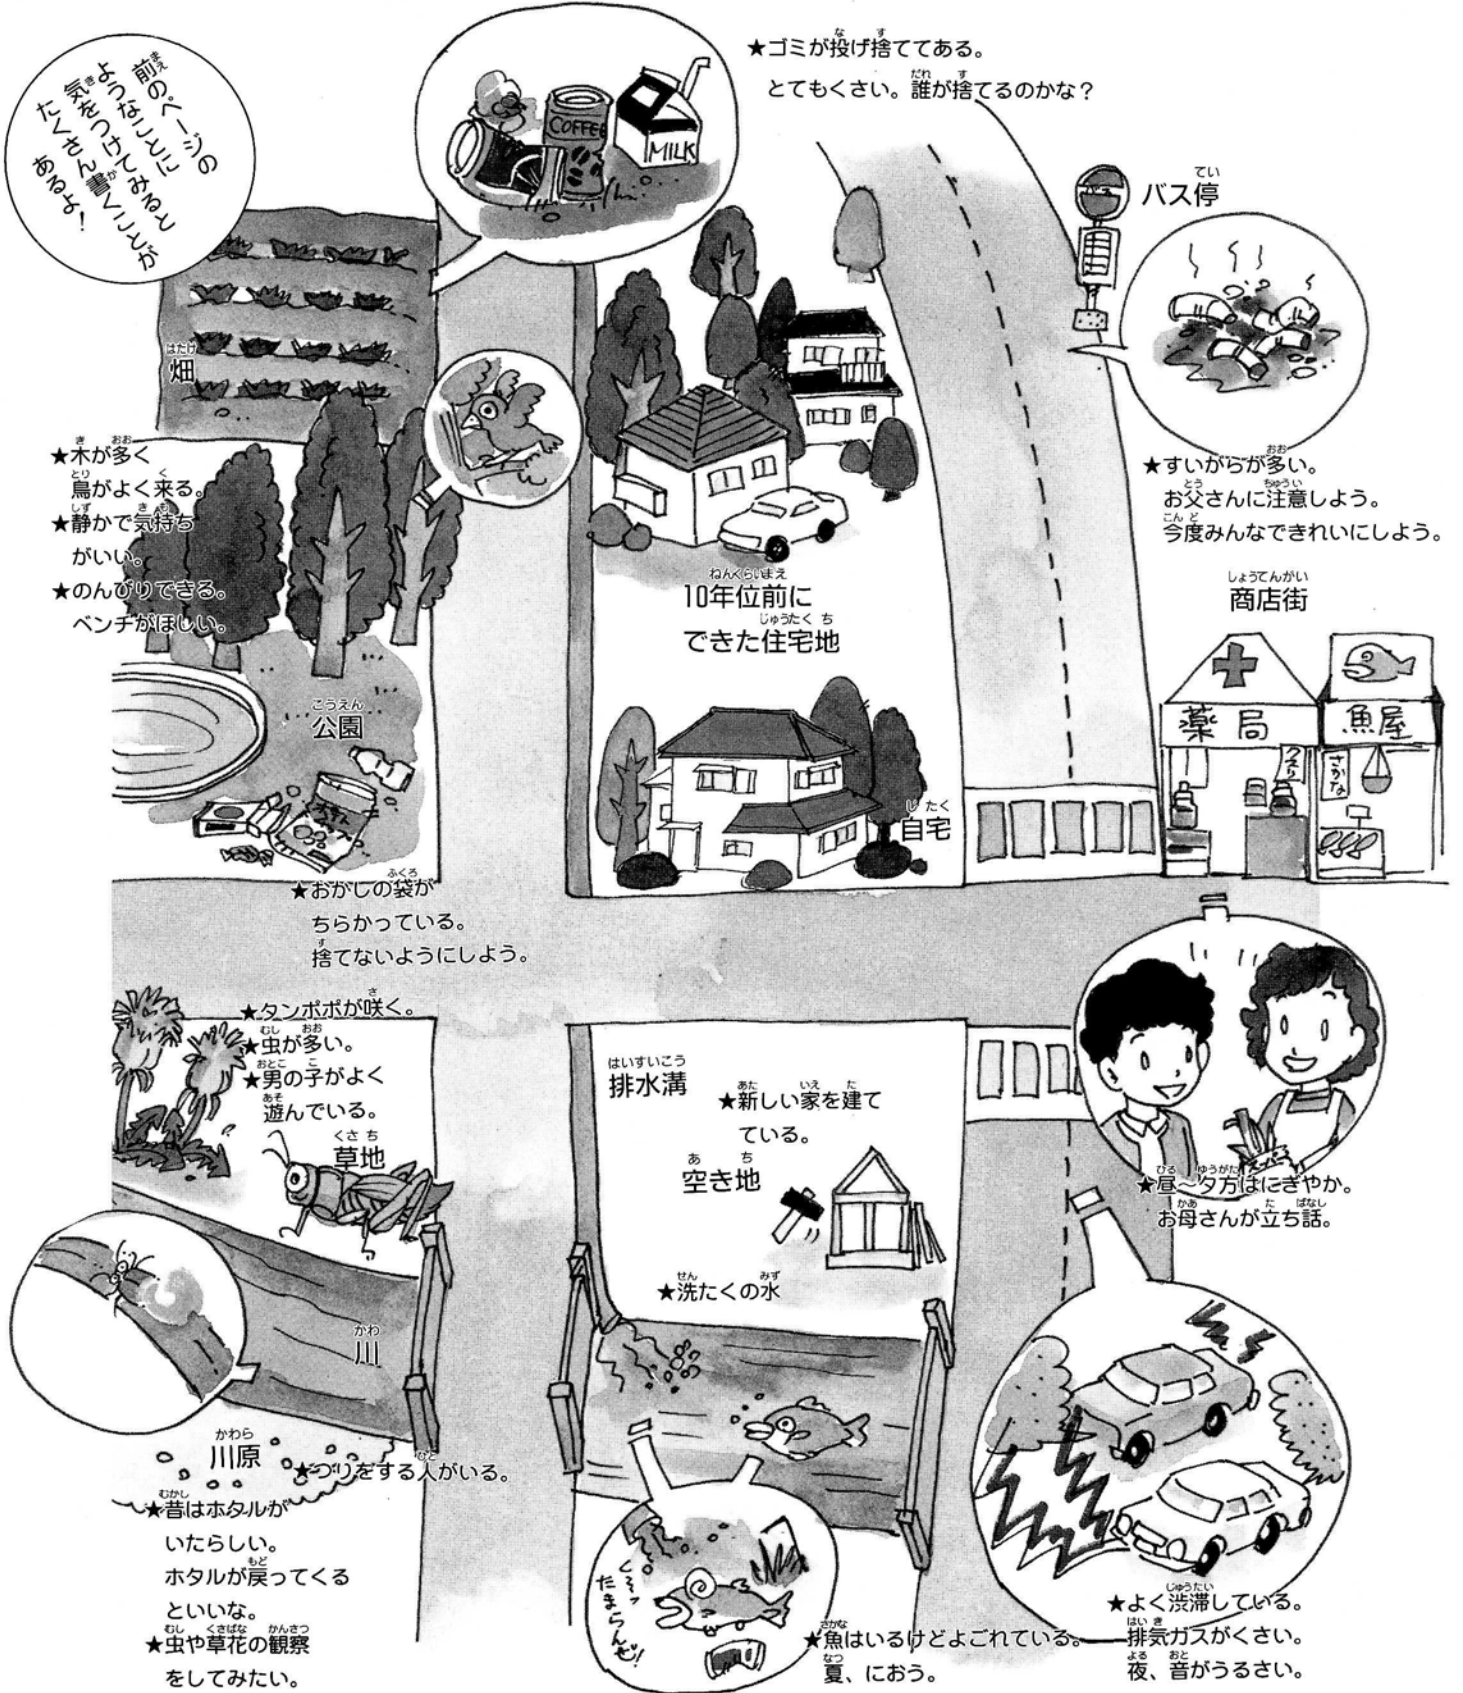 前のページの
ようなことに
気をつけてみると
たくさん書くことが
あるよ！
COFFEE
MILK
★ゴミが投げ捨ててある。
とてもくさい。誰が捨てるのかな？
バス停
畑
★木が多く
鳥がよく来る。
★静かで気持ち
がいい。
★のんびりできる。
ベンチがほしい。
★すいがらが多い。
お父さんに注意しよう。
今度みんなできれいにしよう。
10年位前に
できた住宅地
商店街
薬局
クスリ
魚屋
さかな
公園
自宅
★おかしの袋が
ちらかっている。
捨てないようにしよう。
★タンポポが咲く。
★虫が多い。
★男の子がよく
遊んでいる。
草地
排水溝
★新しい家を建て
ている。
空き地
★洗たくの水
スーパー
★昼～夕方はにぎやか。
お母さんが立ち話。
川
川原
★つりをする人がいる。
★昔はホタルが
いたらしい。
ホタルが戻ってくる
といいな。
★虫や草花の観察
をしてみたい。
たまらんぜ！
★魚はいるけどよごれている。
夏、におう。
★よく渋滞している。
排気ガスがくさい。
夜、音がうるさい。